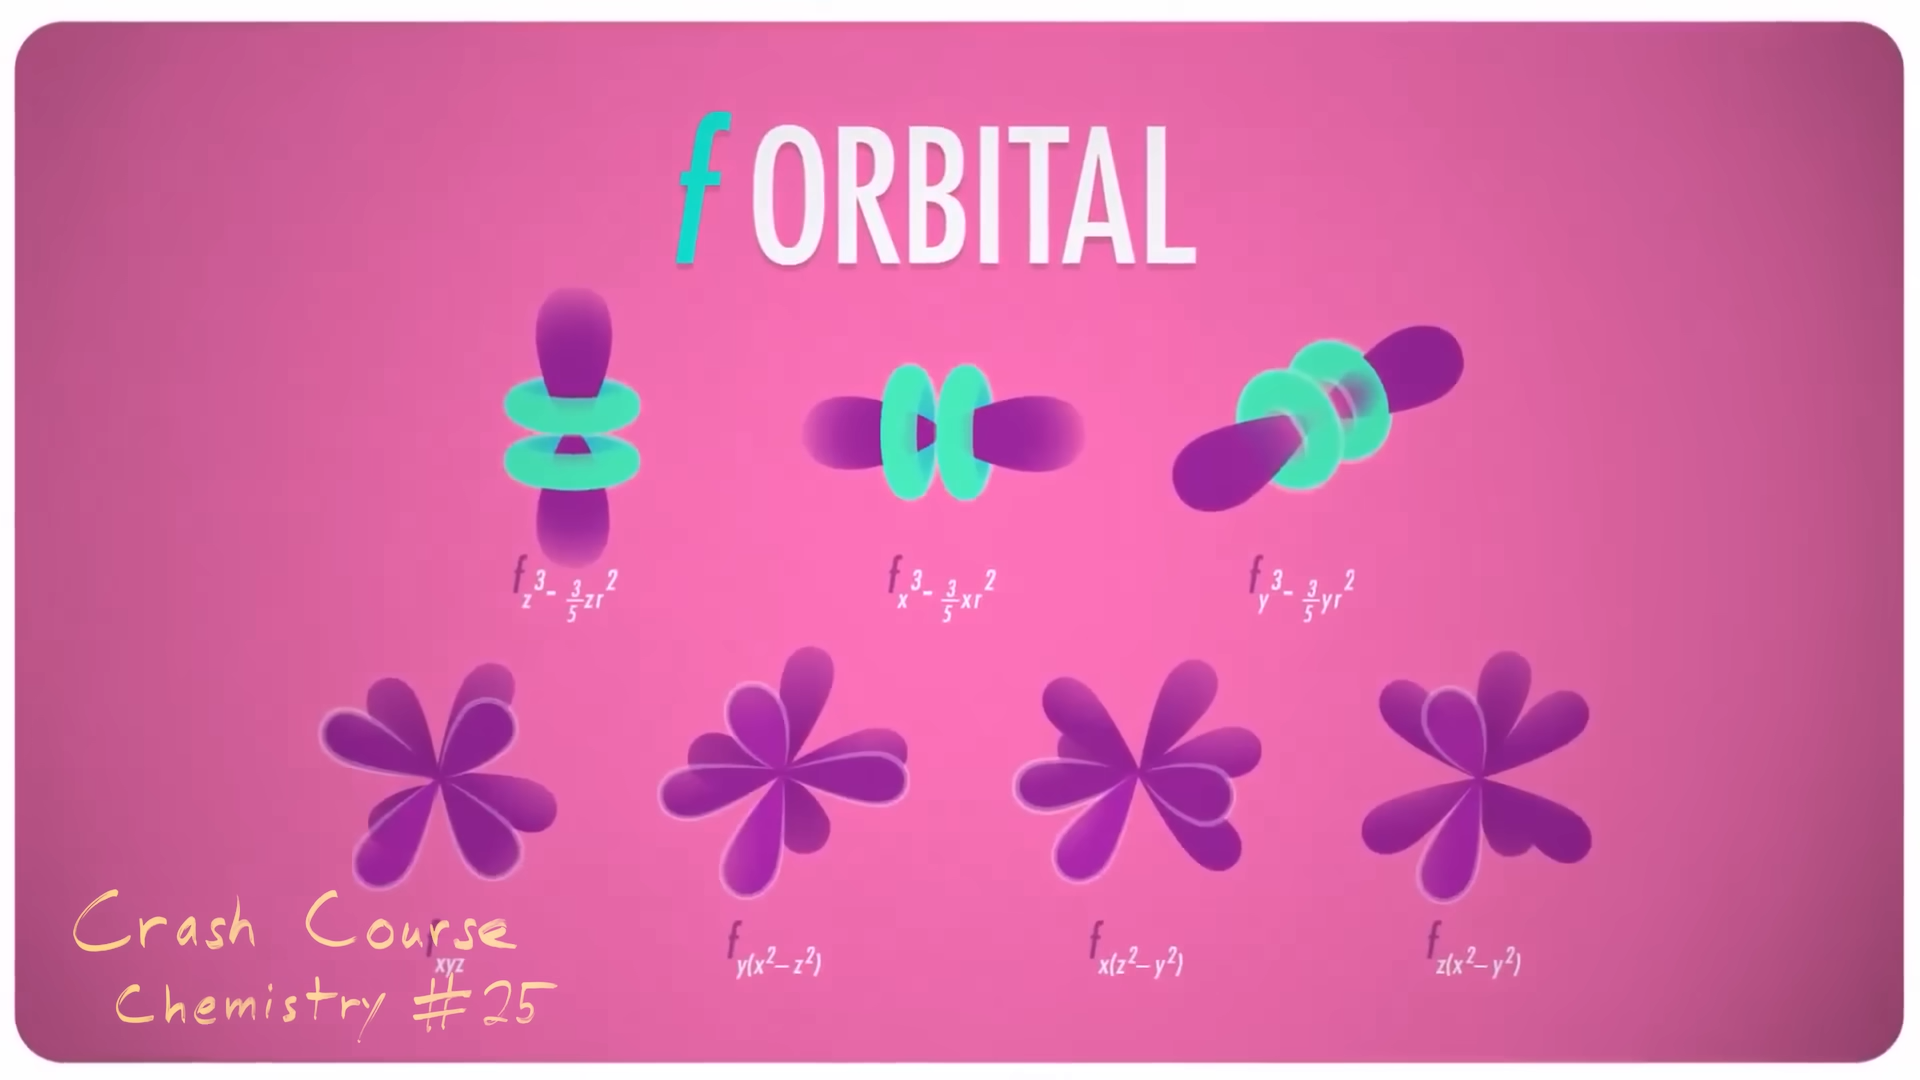 f ORBITAL
f z³ - 3/5 zr²
f x³ - 3/5 xr²
f y³ - 3/5 yr²
f xyz
f y(x² - z²)
f x(z² - y²)
f z(x² - y²)
Crash Course
Chemistry #25